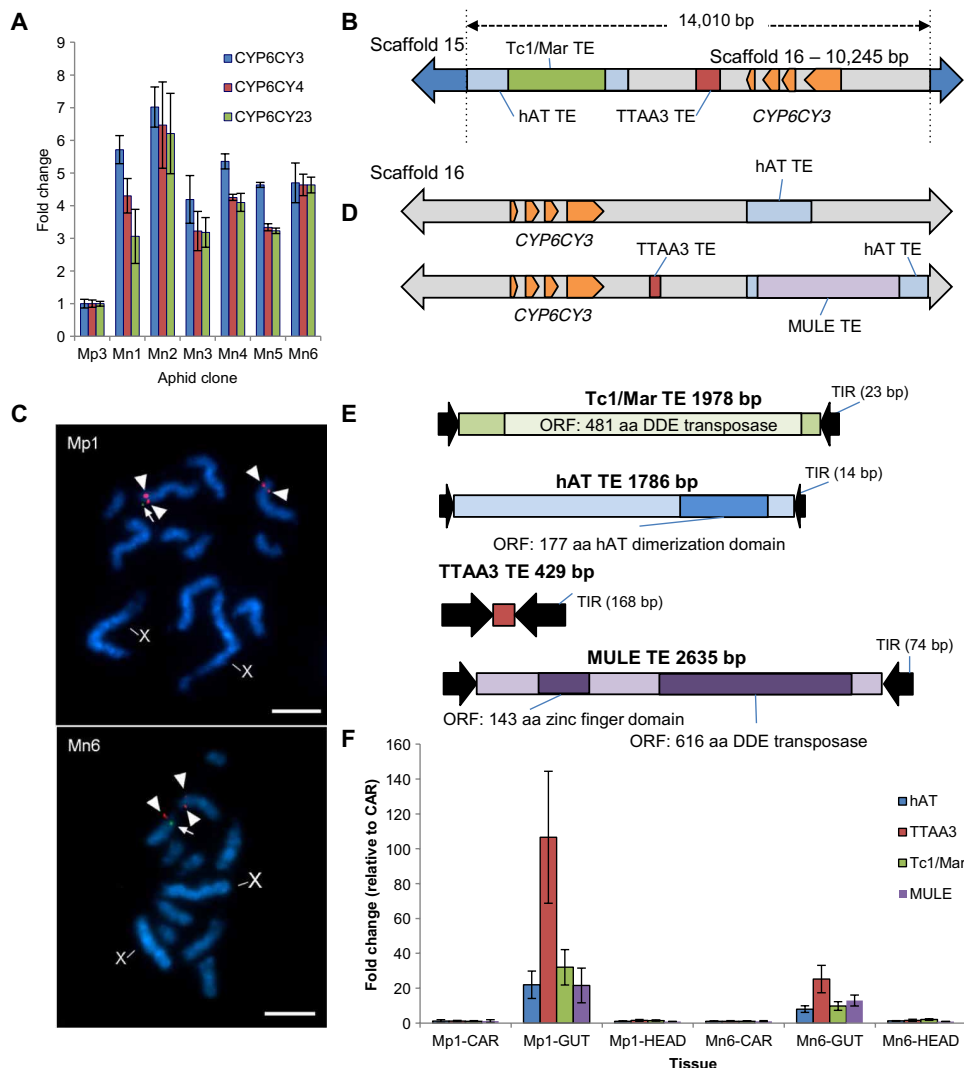 A
9
8
7
6
5
4
3
2
1
0
Fold change
CYP6CY3
CYP6CY4
CYP6CY23
Mp3 Mn1 Mn2 Mn3 Mn4 Mn5 Mn6
Aphid clone
B
14,010 bp
Scaffold 15
Tc1/Mar TE
Scaffold 16 – 10,245 bp
hAT TE
TTAA3 TE
CYP6CY3
Scaffold 16
hAT TE
D
CYP6CY3
TTAA3 TE
hAT TE
CYP6CY3
MULE TE
C
Mp1
X
X
Mn6
X
X
E
Tc1/Mar TE 1978 bp
TIR (23 bp)
ORF: 481 aa DDE transposase
hAT TE 1786 bp
TIR (14 bp)
ORF: 177 aa hAT dimerization domain
TTAA3 TE 429 bp
TIR (168 bp)
MULE TE 2635 bp
TIR (74 bp)
ORF: 143 aa zinc finger domain
ORF: 616 aa DDE transposase
F
160
140
120
100
80
60
40
20
0
Fold change (relative to CAR)
hAT
TTAA3
Tc1/Mar
MULE
Mp1-CAR Mp1-GUT Mp1-HEAD Mn6-CAR Mn6-GUT Mn6-HEAD
Tissue